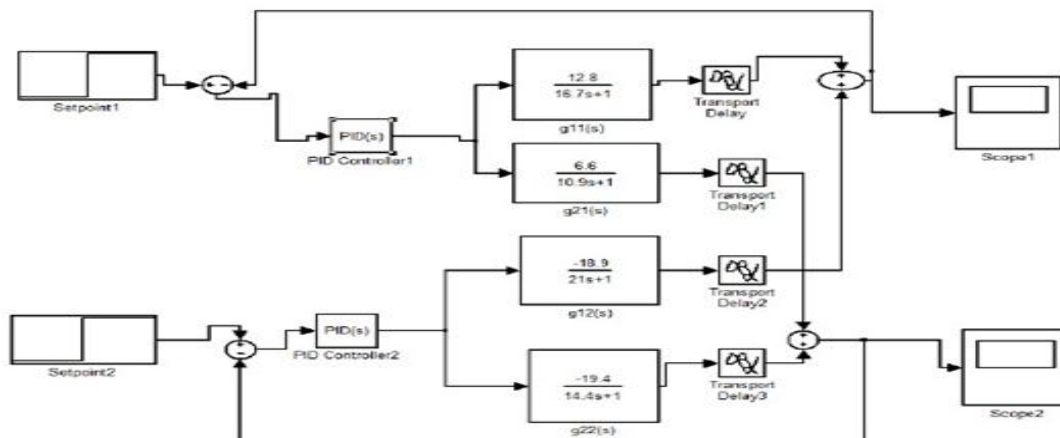 12.8
16.7s+1
g11(s)
Transport
Delay
Setpoint1
PID(s)
PID Controller1
Scope1
6.6
10.9s+1
g21(s)
Transport
Delay1
-18.9
21s+1
g12(s)
Transport
Delay2
Setpoint2
PID(s)
PID Controller2
-19.4
14.4s+1
g22(s)
Transport
Delay3
Scope2